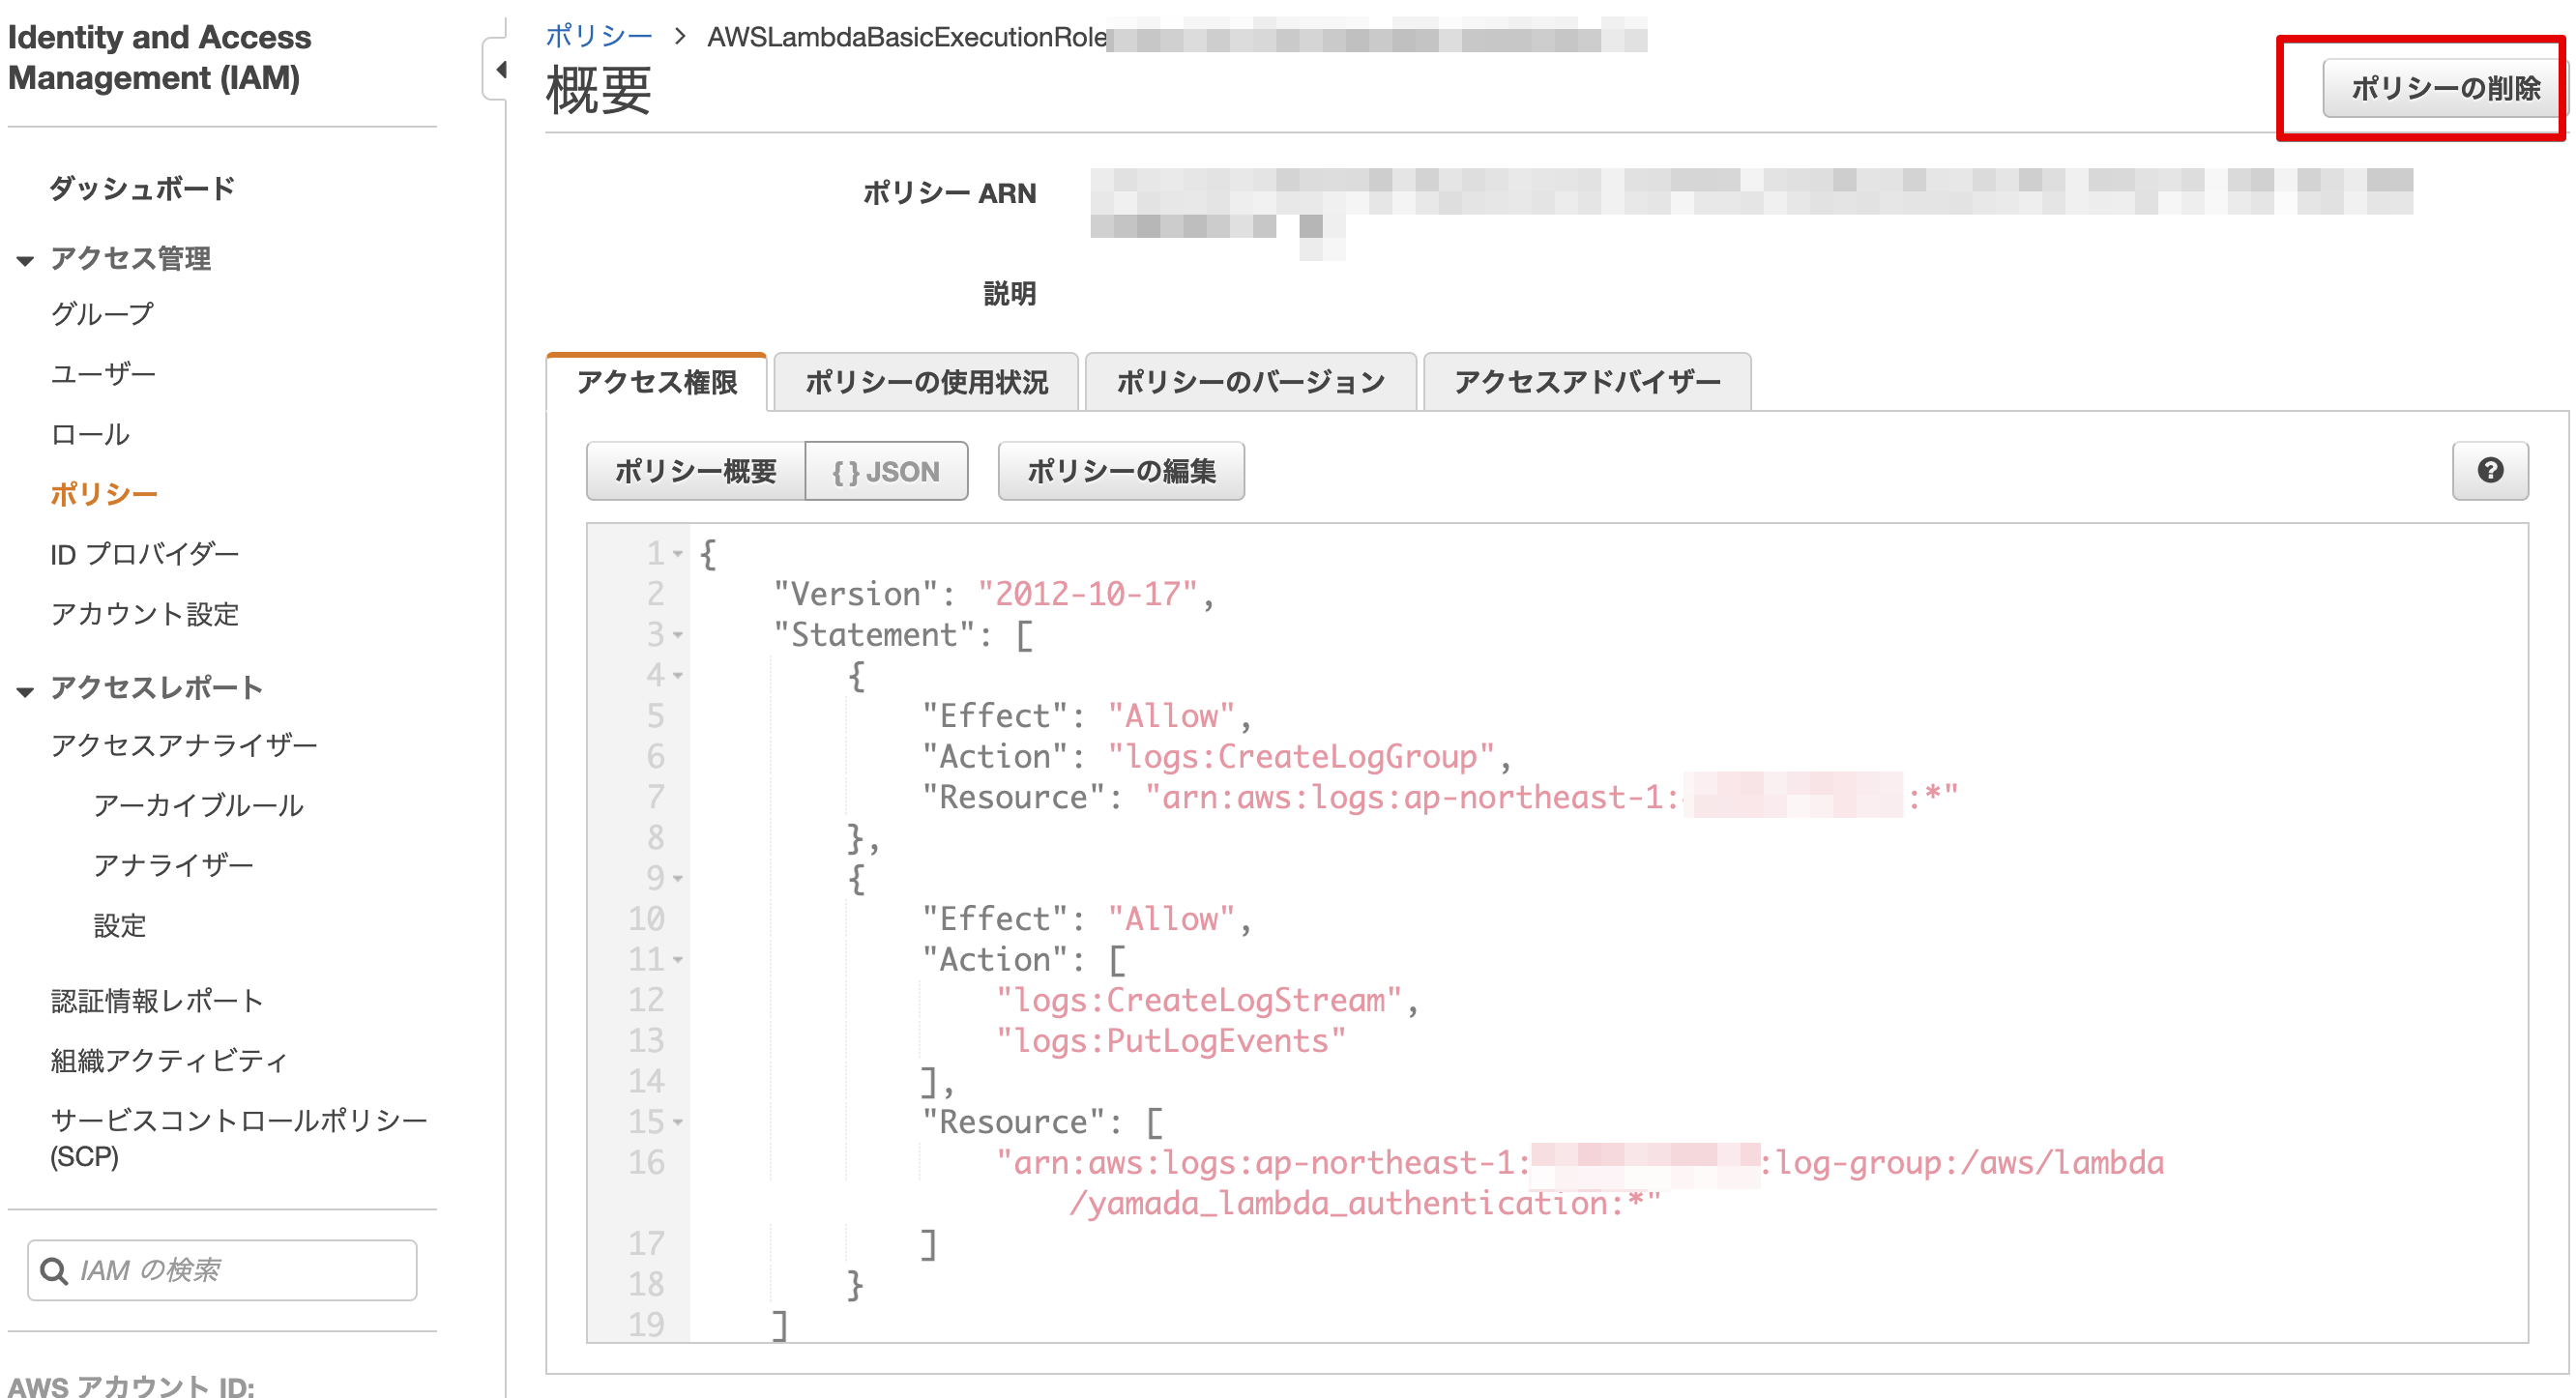 Identity and Access
Management (IAM)
ダッシュボード
アクセス管理
グループ
ユーザー
ロール
ポリシー
ID プロバイダー
アカウント設定
アクセスレポート
アクセスアナライザー
アーカイブルール
アナライザー
設定
認証情報レポート
組織アクティビティ
サービスコントロールポリシー
(SCP)
IAM の検索
AWS アカウント ID:
ポリシー > AWSLambdaBasicExecutionRole
概要
ポリシーの削除
ポリシー ARN
説明
アクセス権限 ポリシーの使用状況 ポリシーのバージョン アクセスアドバイザー
ポリシー概要 {} JSON ポリシーの編集
1 {
2 "Version": "2012-10-17",
3 "Statement": [
4 {
5 "Effect": "Allow",
6 "Action": "logs:CreateLogGroup",
7 "Resource": "arn:aws:logs:ap-northeast-1: :*"
8 },
9 {
10 "Effect": "Allow",
11 "Action": [
12 "logs:CreateLogStream",
13 "logs:PutLogEvents"
14 ],
15 "Resource": [
16 "arn:aws:logs:ap-northeast-1: :log-group:/aws/lambda
/yamada_lambda_authentication:*"
17 ]
18 }
19 ]